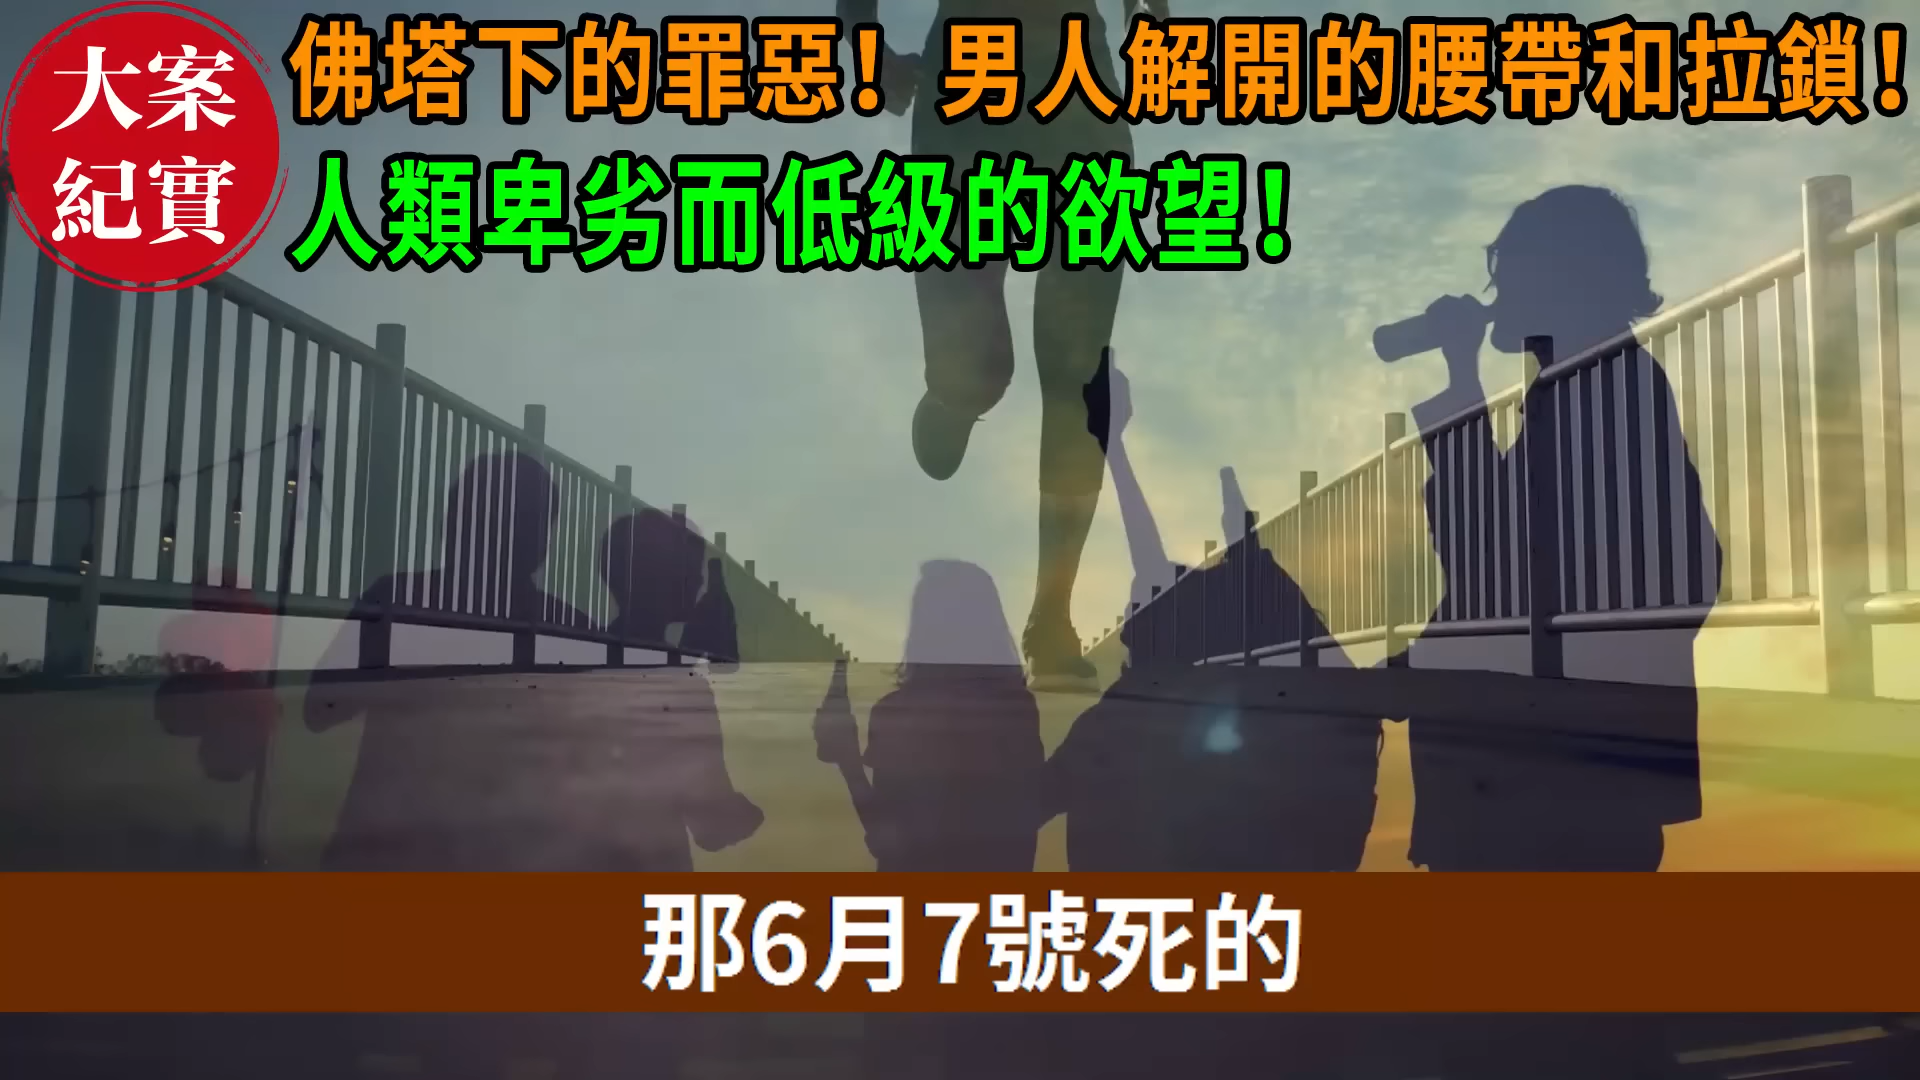 大案
紀實
佛塔下的罪惡！男人解開的腰帶和拉鎖！
人類卑劣而低級的欲望！
那6月7號死的